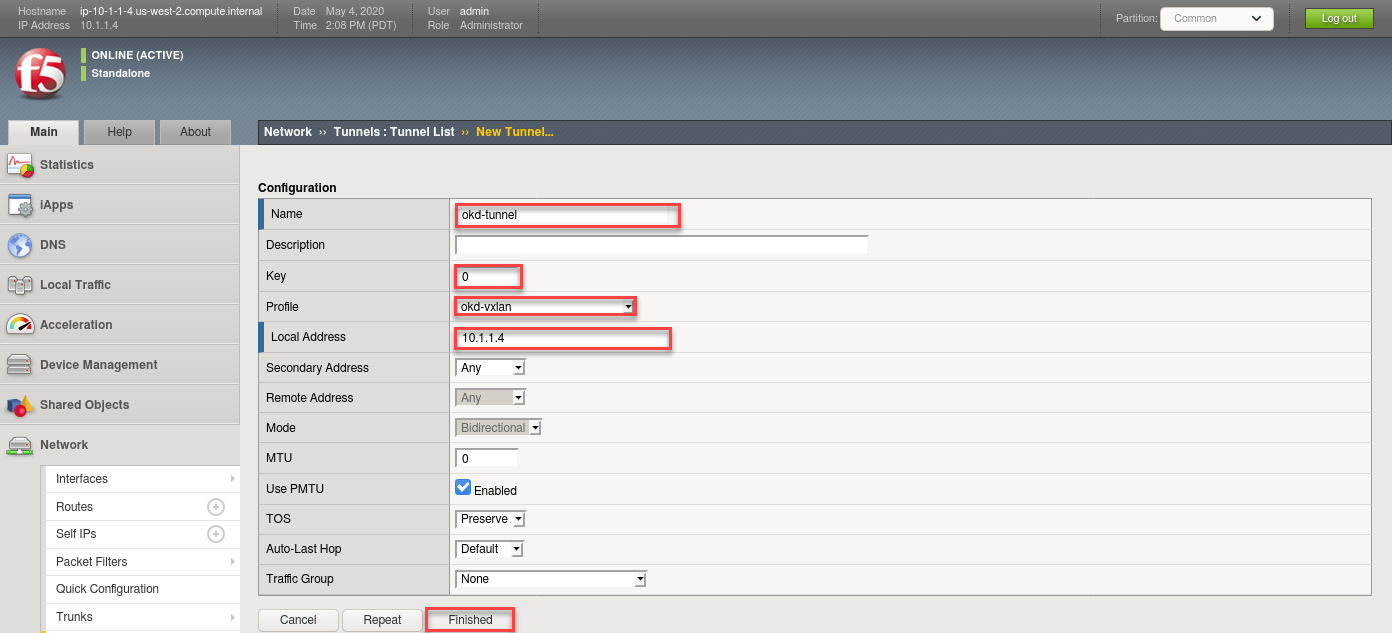 Hostname ip-10-1-1-4.us-west-2.compute.internal Date May 4, 2020 User admin
IP Address 10.1.1.4 Time 2:08 PM (PDT) Role Administrator
Partition: Common Log out
f5
ONLINE (ACTIVE)
Standalone
Main Help About
Network ›› Tunnels : Tunnel List ›› New Tunnel...
Statistics
iApps
DNS
Local Traffic
Acceleration
Device Management
Shared Objects
Network
Interfaces
Routes
Self IPs
Packet Filters
Quick Configuration
Trunks
Configuration
Name okd-tunnel
Description
Key 0
Profile okd-vxlan
Local Address 10.1.1.4
Secondary Address Any
Remote Address Any
Mode Bidirectional
MTU 0
Use PMTU Enabled
TOS Preserve
Auto-Last Hop Default
Traffic Group None
Cancel Repeat Finished